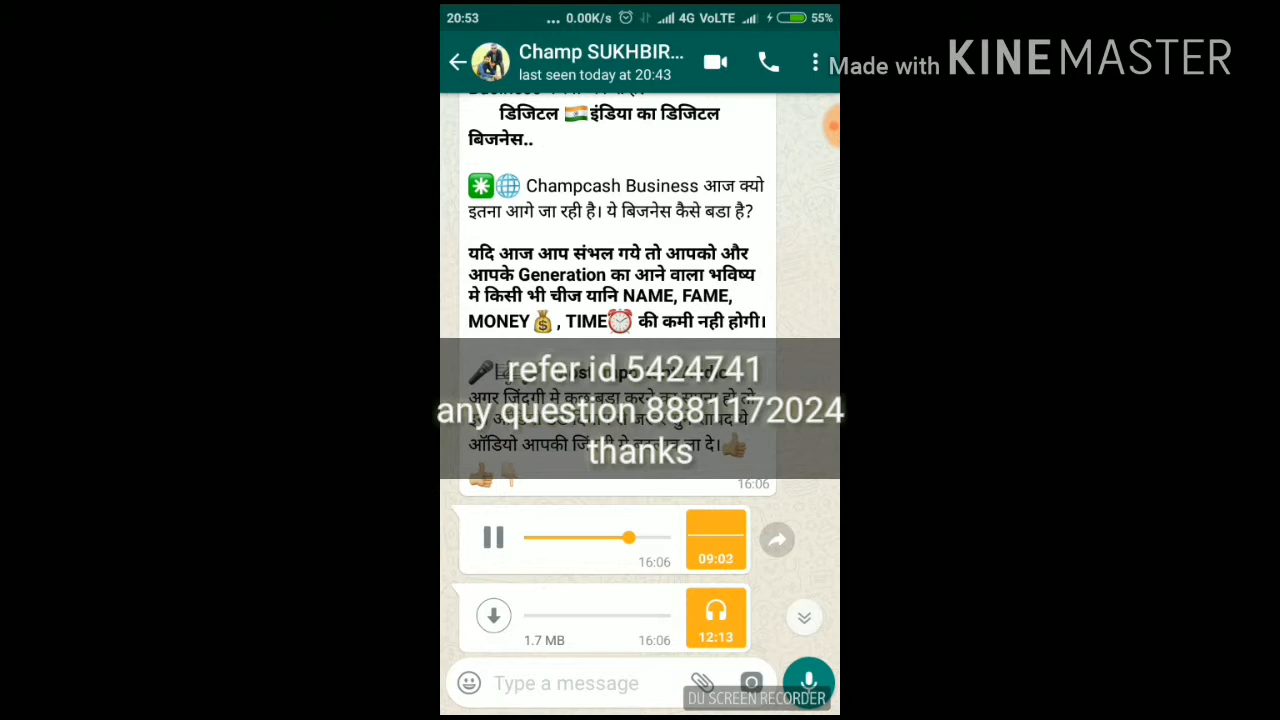 20:53 ... 0.00K/s 4G VoLTE 55%
Champ SUKHBIR...
last seen today at 20:43
Made with KINEMASTER
Business
डिजिटल 🇮🇳इंडिया का डिजिटल
बिजनेस..
✳️🌐 Champcash Business आज क्यो
इतना आगे जा रही है। ये बिजनेस कैसे बडा है?
यदि आज आप संभल गये तो आपको और
आपके Generation का आने वाला भविष्य
मे किसी भी चीज यानि NAME, FAME,
MONEY💰, TIME⏰ की कमी नही होगी।
refer id 5424741
अगर जिंदगी मे कुछ बडा करने का
any question 8881172024
ऑडियो आपकी
thanks
ला दे।👍
16:06
16:06
09:03
1.7 MB
16:06
12:13
Type a message
DU SCREEN RECORDER